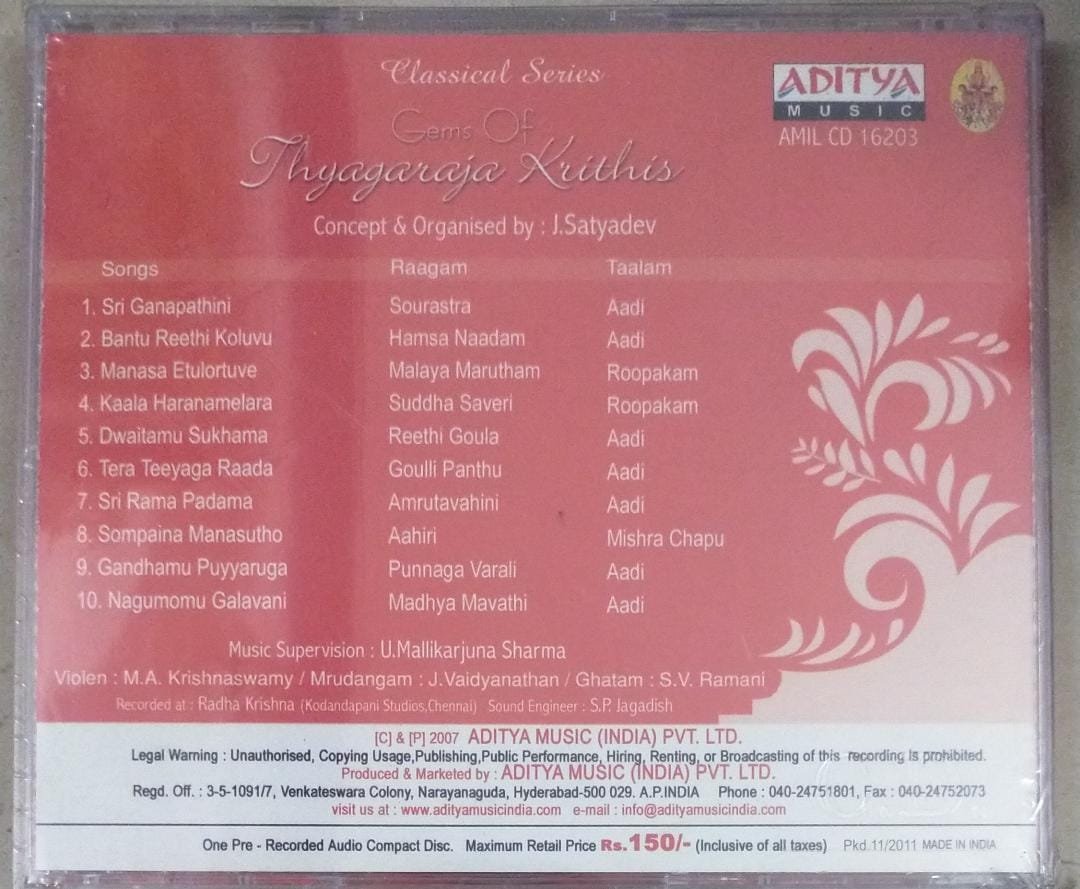 Classical Series
ADITYA
MUSIC
AMIL CD 16203
Gems Of
Thyagaraja Krithis
Concept & Organised by : J.Satyadev
Songs Raagam Taalam
1. Sri Ganapathini Sourastra Aadi
2. Bantu Reethi Koluvu Hamsa Naadam Aadi
3. Manasa Etulortuve Malaya Marutham Roopakam
4. Kaala Haranamelara Suddha Saveri Roopakam
5. Dwaitamu Sukhama Reethi Goula Aadi
6. Tera Teeyaga Raada Goulli Panthu Aadi
7. Sri Rama Padama Amrutavahini Aadi
8. Sompaina Manasutho Aahiri Mishra Chapu
9. Gandhamu Puyyaruga Punnaga Varali Aadi
10. Nagumomu Galavani Madhya Mavathi Aadi
Music Supervision : U.Mallikarjuna Sharma
Violen : M.A. Krishnaswamy / Mrudangam : J.Vaidyanathan / Ghatam : S.V. Ramani
Recorded at : Radha Krishna (Kodandapani Studios,Chennai) Sound Engineer : S.P. Jagadish
[C] & [P] 2007 ADITYA MUSIC (INDIA) PVT. LTD.
Legal Warning : Unauthorised, Copying Usage,Publishing,Public Performance, Hiring, Renting, or Broadcasting of this recording is prohibited.
Produced & Marketed by : ADITYA MUSIC (INDIA) PVT. LTD.
Regd. Off. : 3-5-1091/7, Venkateswara Colony, Narayanaguda, Hyderabad-500 029. A.P.INDIA Phone : 040-24751801, Fax : 040-24752073
visit us at : www.adityamusicindia.com e-mail : info@adityamusicindia.com
One Pre - Recorded Audio Compact Disc. Maximum Retail Price Rs.150/- (Inclusive of all taxes) Pkd.11/2011 MADE IN INDIA